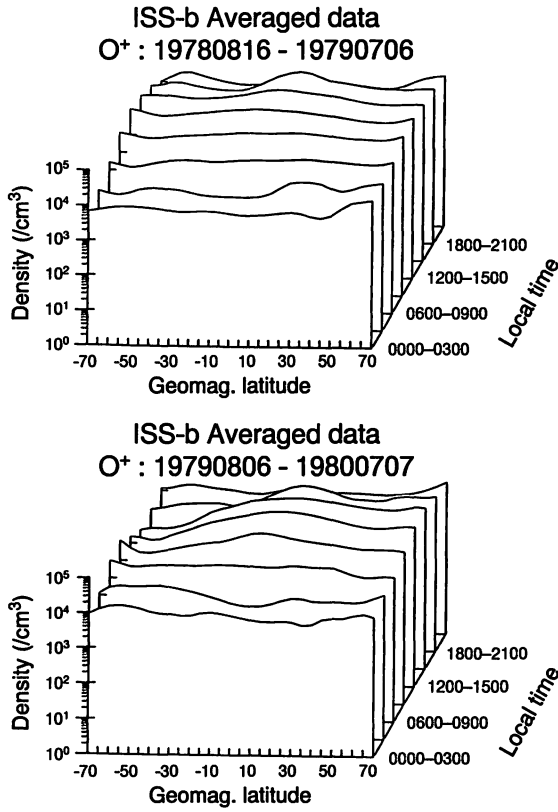 ISS-b Averaged data
O⁺ : 19780816 - 19790706
Density (/cm³)
10⁵
10⁴
10³
10²
10¹
10⁰
-70 -50 -30 -10 10 30 50 70
Geomag. latitude
1800–2100
1200–1500
0600–0900
0000–0300
Local time
ISS-b Averaged data
O⁺ : 19790806 - 19800707
Density (/cm³)
10⁵
10⁴
10³
10²
10¹
10⁰
-70 -50 -30 -10 10 30 50 70
Geomag. latitude
1800–2100
1200–1500
0600–0900
0000–0300
Local time